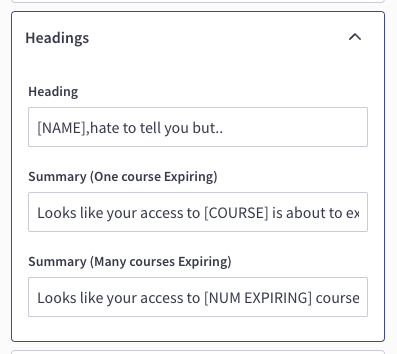 Headings
Heading
[NAME],hate to tell you but..
Summary (One course Expiring)
Looks like your access to [COURSE] is about to ex
Summary (Many courses Expiring)
Looks like your access to [NUM EXPIRING] course